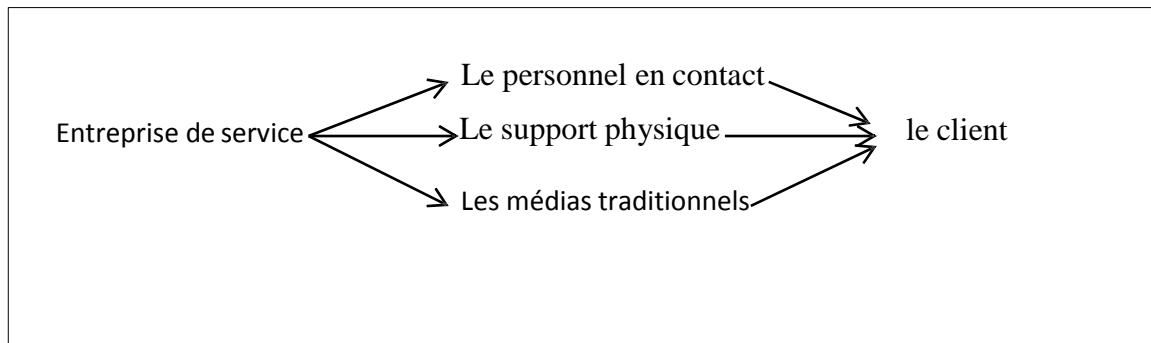 Le personnel en contact
Entreprise de service
Le support physique
le client
Les médias traditionnels